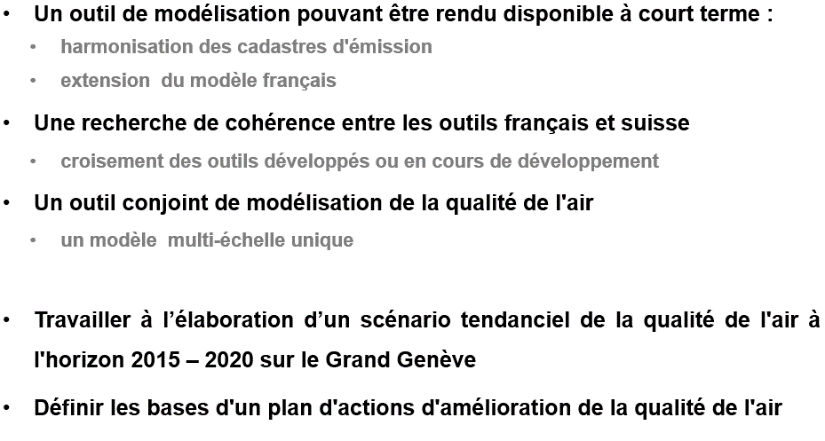 • Un outil de modélisation pouvant être rendu disponible à court terme :
• harmonisation des cadastres d'émission
• extension du modèle français
• Une recherche de cohérence entre les outils français et suisse
• croisement des outils développés ou en cours de développement
• Un outil conjoint de modélisation de la qualité de l'air
• un modèle multi-échelle unique
• Travailler à l’élaboration d’un scénario tendanciel de la qualité de l'air à
l'horizon 2015 – 2020 sur le Grand Genève
• Définir les bases d'un plan d'actions d'amélioration de la qualité de l'air